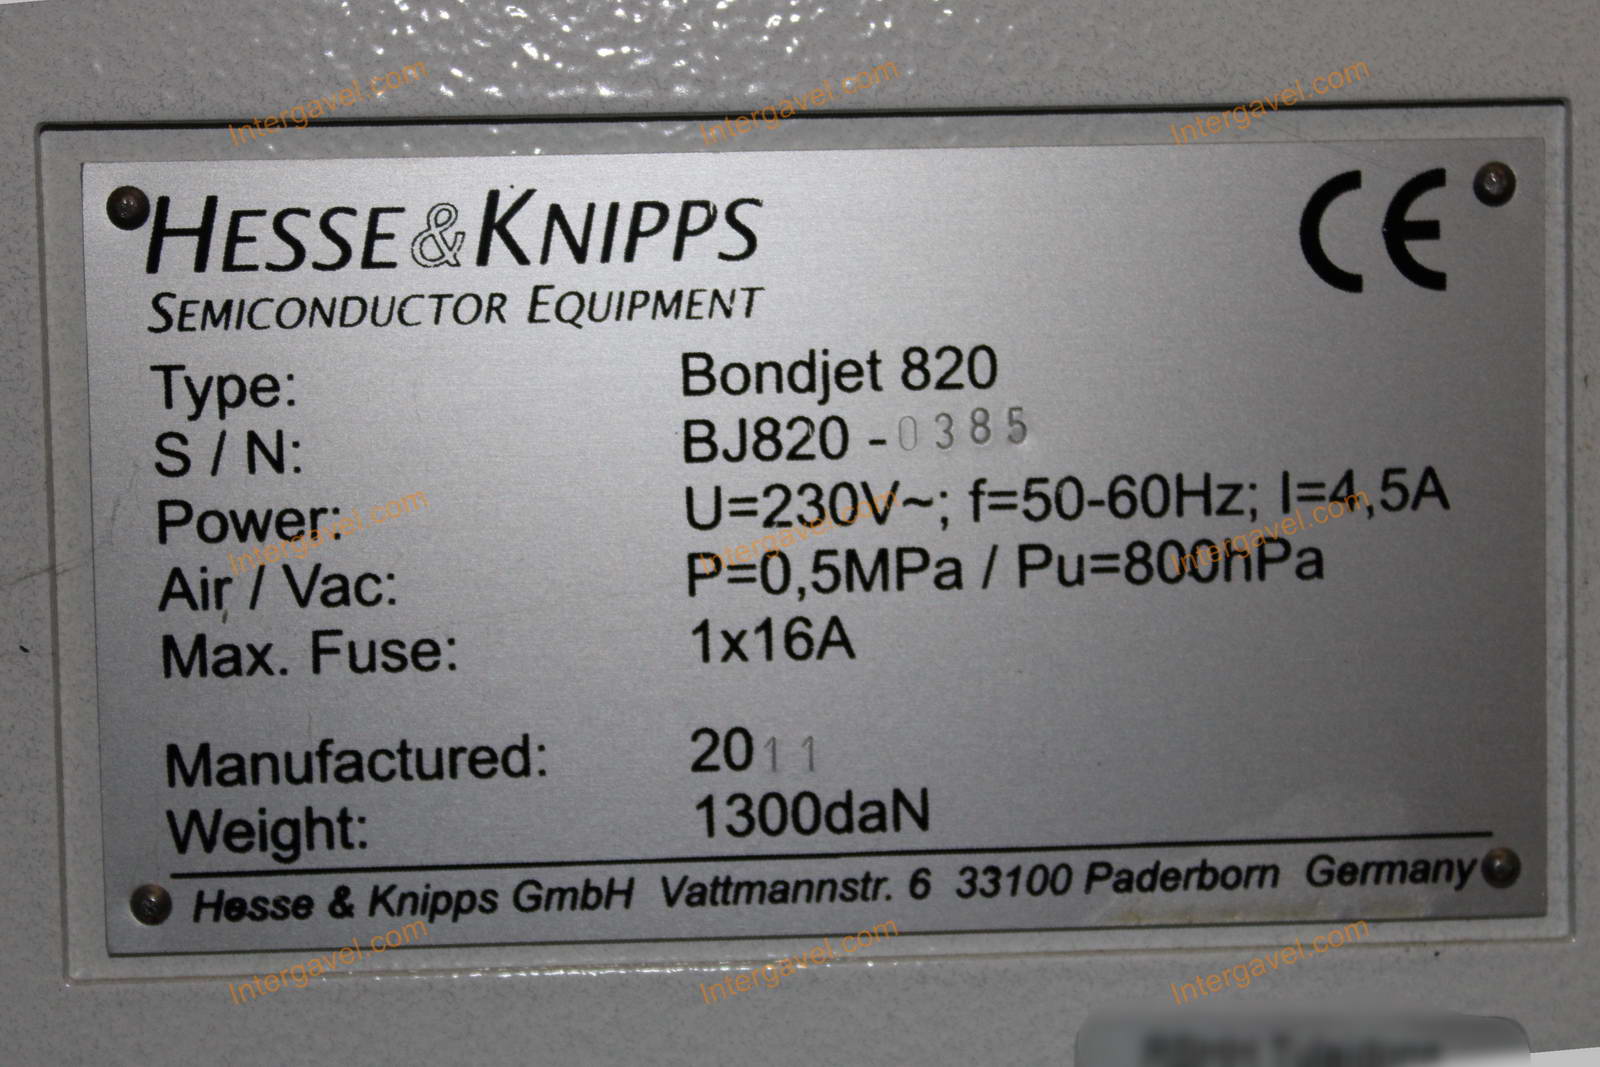 Intergavel.com Intergavel.com Intergavel.com
HESSE & KNIPPS CE
SEMICONDUCTOR EQUIPMENT
Type: Bondjet 820
S / N: BJ820 - 0385
Power: U=230V~; f=50-60Hz; I=4,5A
Intergavel.com Intergavel.com Intergavel.com
Air / Vac: P=0,5MPa / Pu=800hPa
Max. Fuse: 1x16A
Manufactured: 2011
Weight: 1300daN
Hesse & Knipps GmbH Vattmannstr. 6 33100 Paderborn Germany
Intergavel.com Intergavel.com Intergavel.com